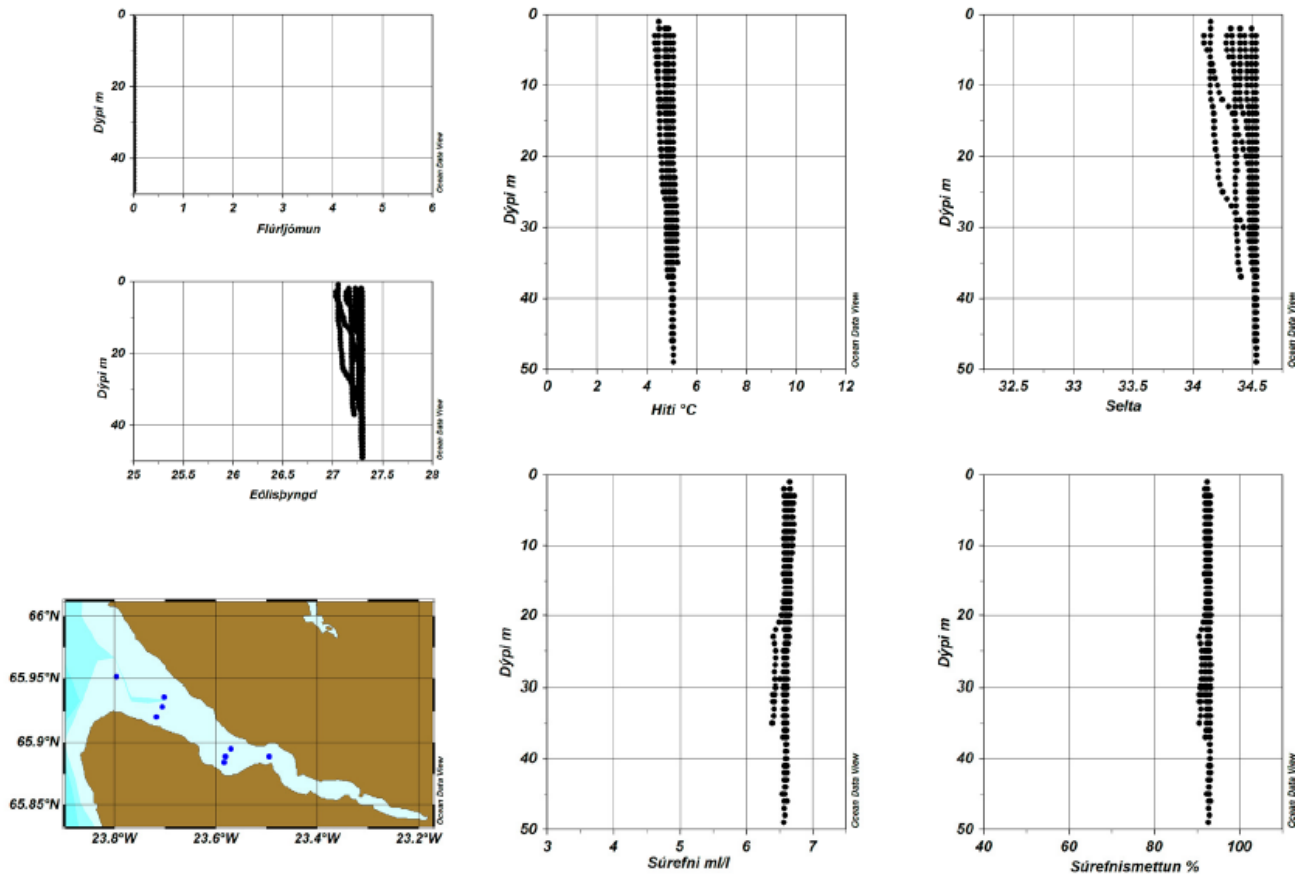 0
20
40
Dýpi m
0 1 2 3 4 5 6
Flúrljómun
Ocean Data View
0
20
40
Dýpi m
25 25.5 26 26.5 27 27.5 28
Eðlisþyngd
Ocean Data View
66°N
65.95°N
65.9°N
65.85°N
23.8°W 23.6°W 23.4°W 23.2°W
Ocean Data View
0
10
20
30
40
50
Dýpi m
0 2 4 6 8 10 12
Hiti °C
Ocean Data View
0
10
20
30
40
50
Dýpi m
32.5 33 33.5 34 34.5
Selta
Ocean Data View
0
10
20
30
40
50
Dýpi m
3 4 5 6 7
Súrefni ml/l
Ocean Data View
0
10
20
30
40
50
Dýpi m
40 60 80 100
Súrefnismettun %
Ocean Data View